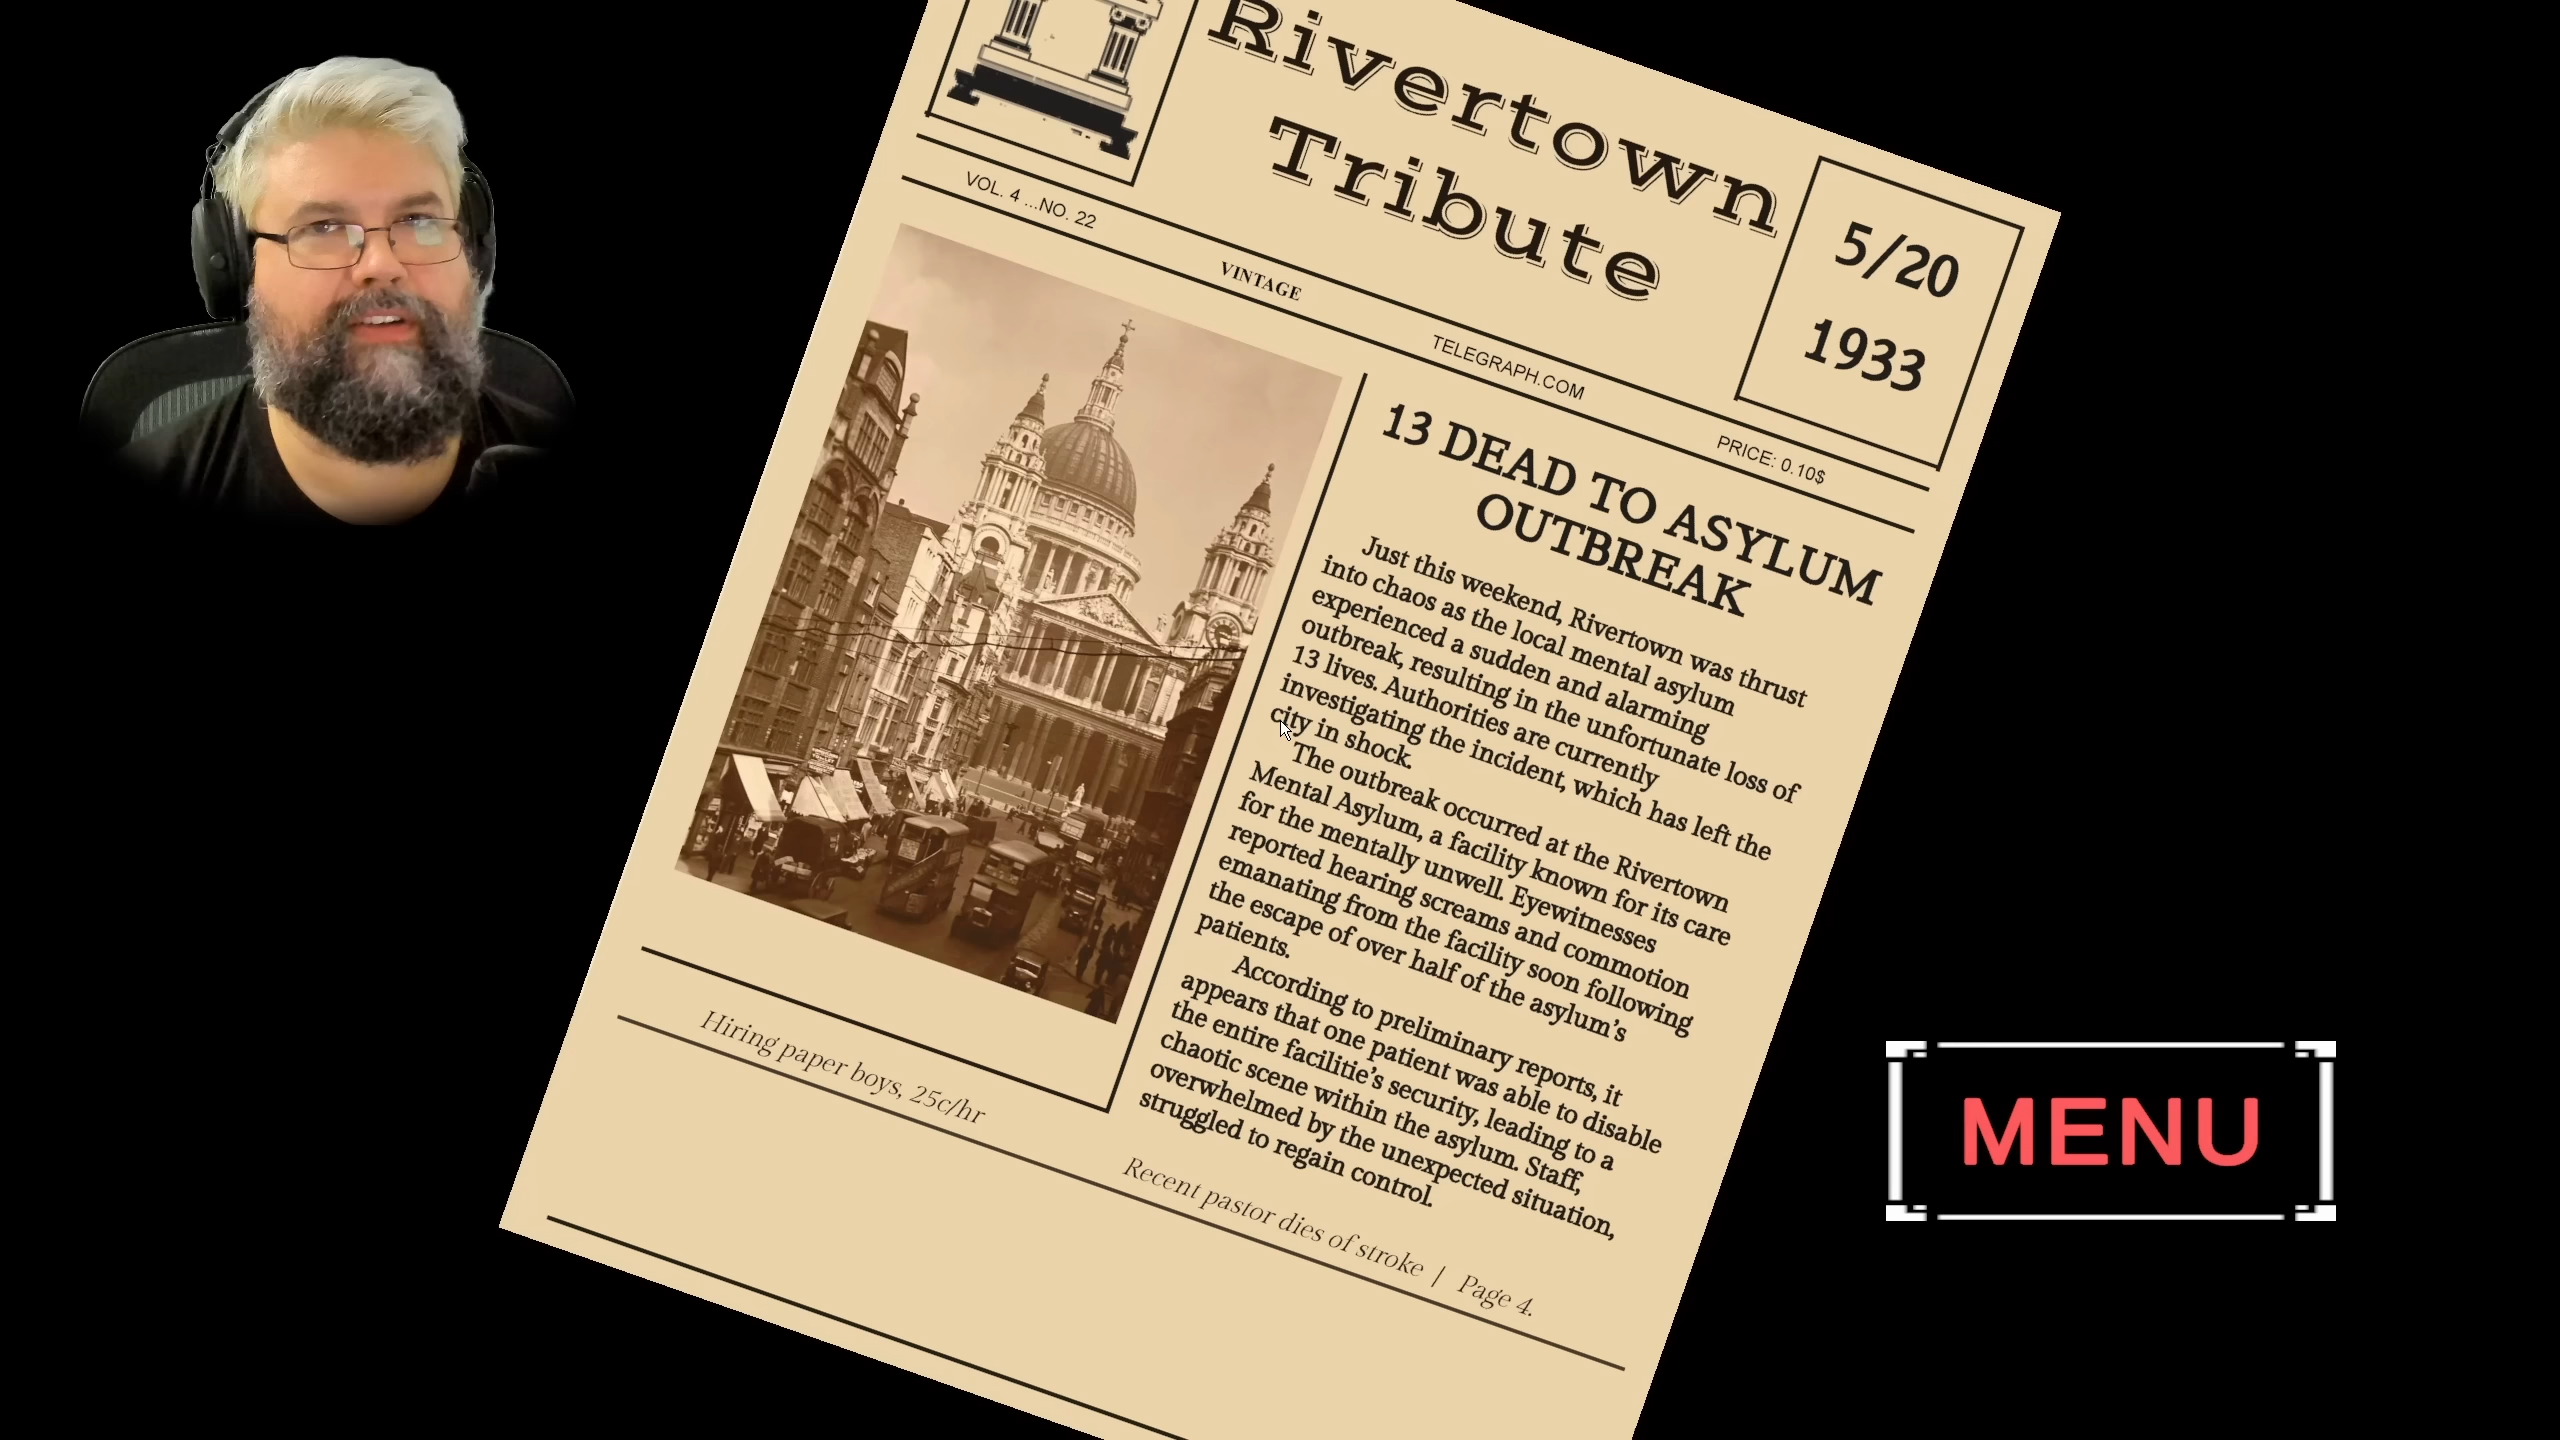 Rivertown
Tribute
5/20
1933
VOL. 4 ...NO. 22
VINTAGE
TELEGRAPH.COM
PRICE: 0.10$
13 DEAD TO ASYLUM
OUTBREAK
Just this weekend, Rivertown was thrust
into chaos as the local mental asylum
experienced a sudden and alarming
outbreak, resulting in the unfortunate loss of
13 lives. Authorities are currently
investigating the incident, which has left the
city in shock.
The outbreak occurred at the Rivertown
Mental Asylum, a facility known for its care
for the mentally unwell. Eyewitnesses
reported hearing screams and commotion
emanating from the facility soon following
the escape of over half of the asylum's
patients.
According to preliminary reports, it
appears that one patient was able to disable
the entire facilitie's security, leading to a
chaotic scene within the asylum. Staff,
overwhelmed by the unexpected situation,
struggled to regain control.
Hiring paper boys, 25c/hr
Recent pastor dies of stroke | Page 4.
MENU